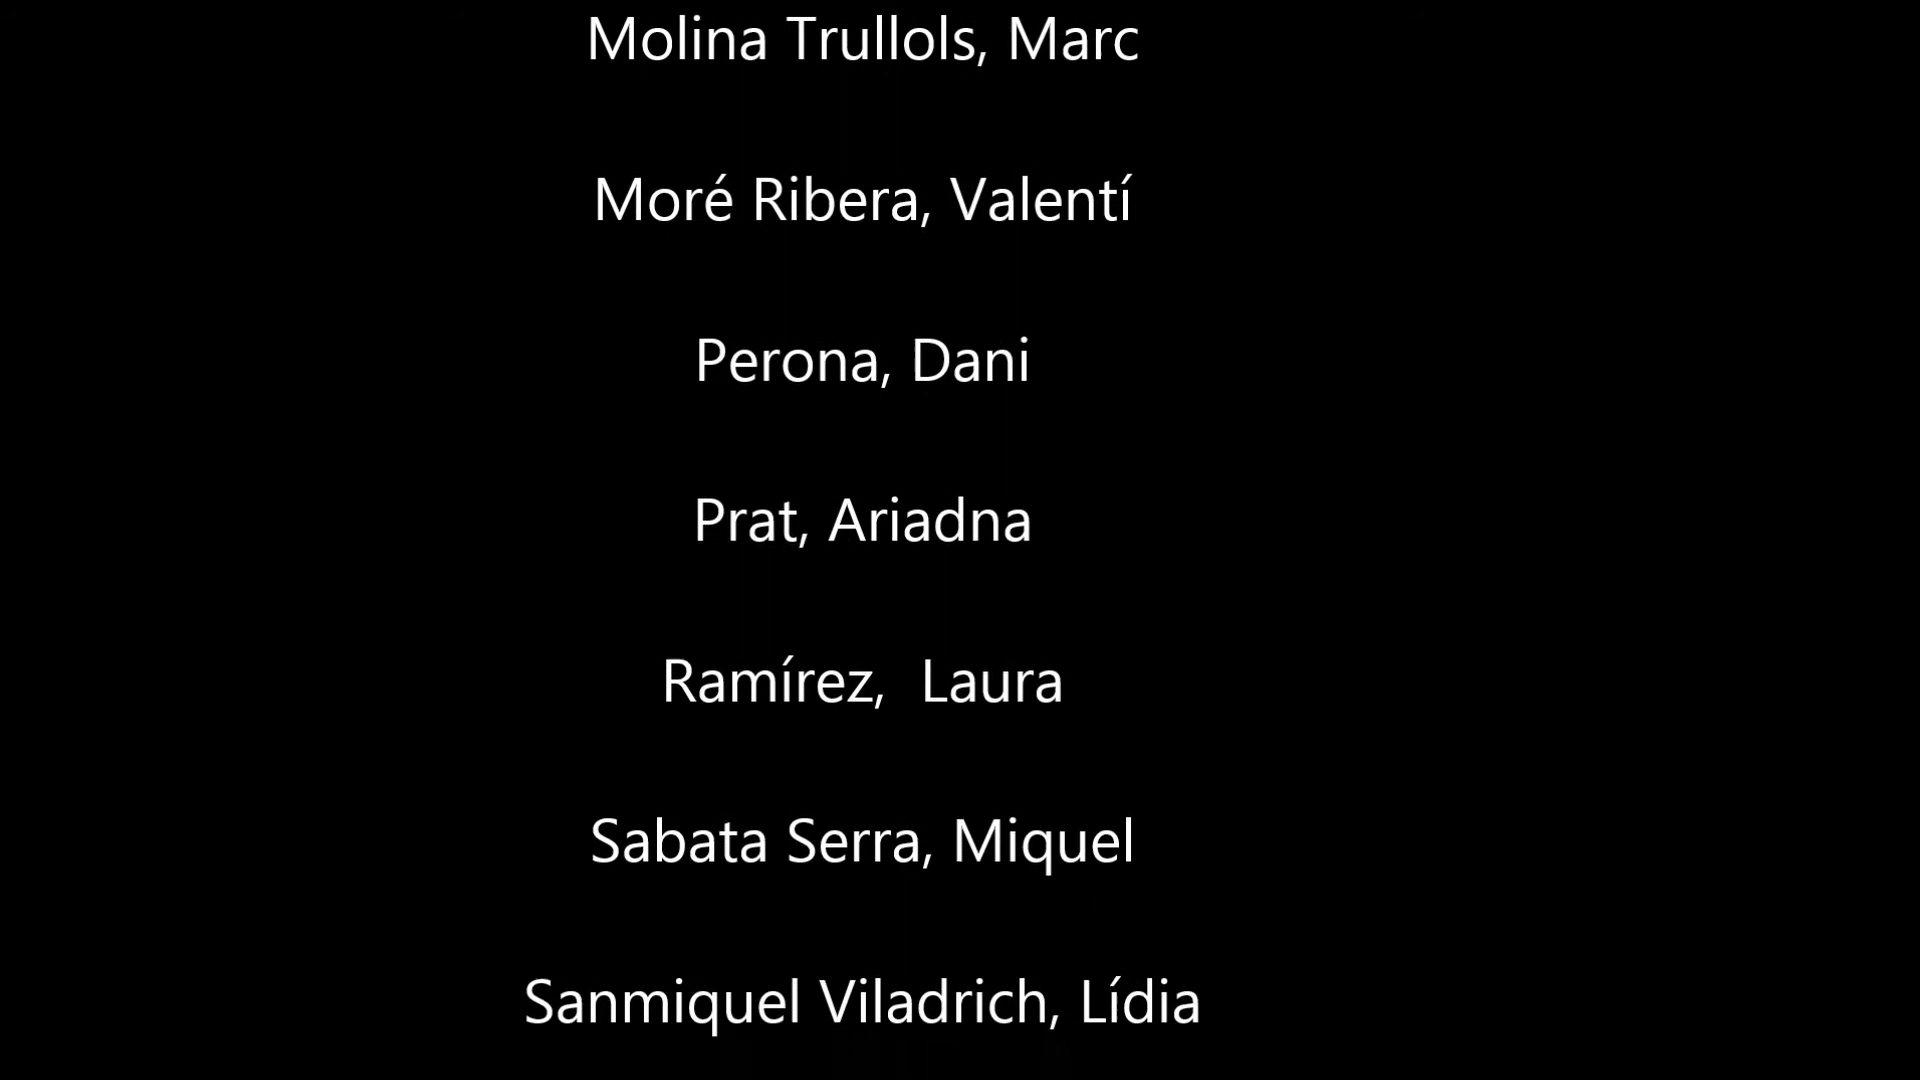 Molina Trullols, Marc
Moré Ribera, Valentí
Perona, Dani
Prat, Ariadna
Ramírez,  Laura
Sabata Serra, Miquel
Sanmiquel Viladrich, Lídia